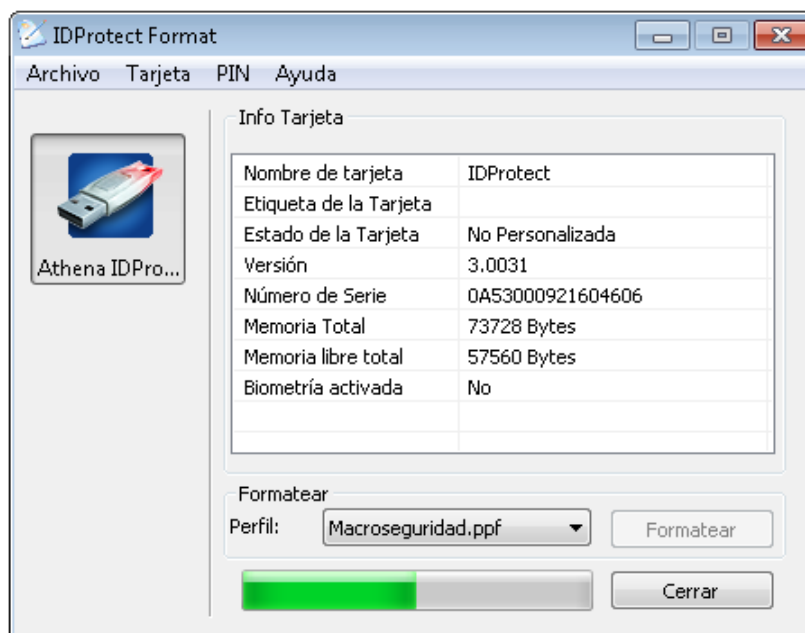 IDProtect Format
Archivo Tarjeta PIN Ayuda
Athena IDPro...
Info Tarjeta
Nombre de tarjeta IDProtect
Etiqueta de la Tarjeta
Estado de la Tarjeta No Personalizada
Versión 3.0031
Número de Serie 0A53000921604606
Memoria Total 73728 Bytes
Memoria libre total 57560 Bytes
Biometría activada No
Formatear
Perfil: Macroseguridad.ppf Formatear
Cerrar